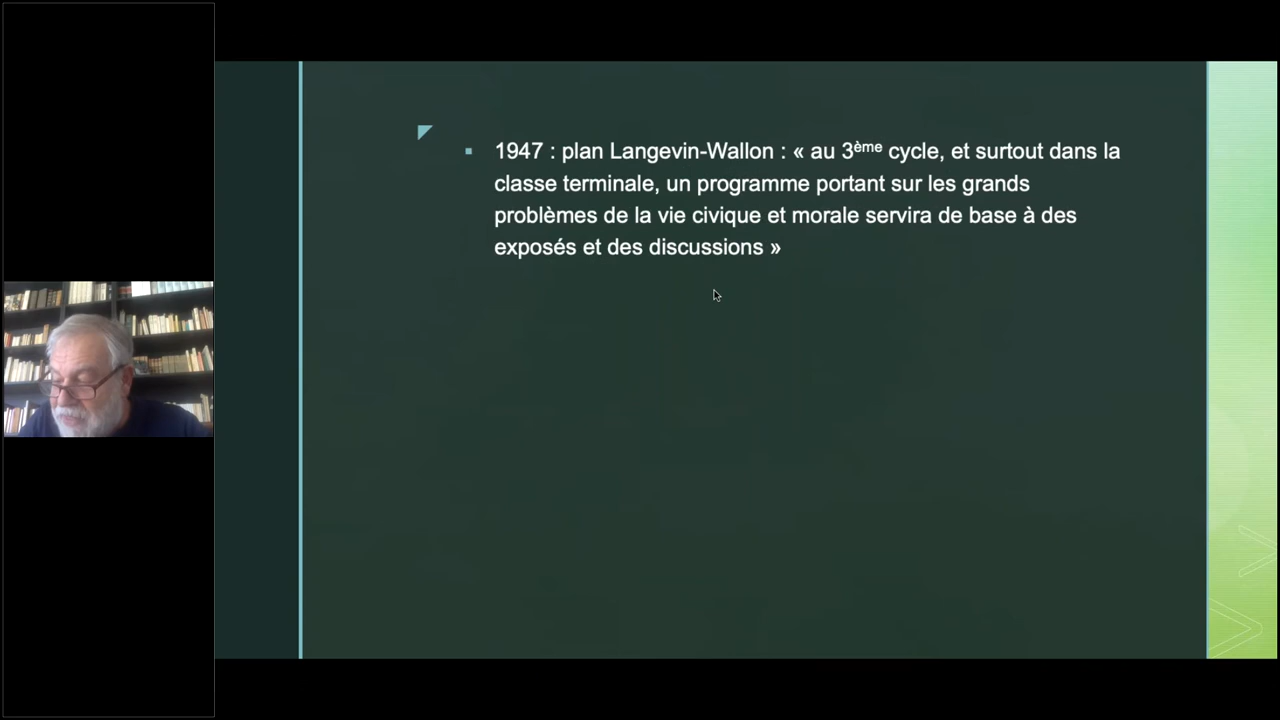 1947 : plan Langevin-Wallon : « au 3ème cycle, et surtout dans la
classe terminale, un programme portant sur les grands
problèmes de la vie civique et morale servira de base à des
exposés et des discussions »